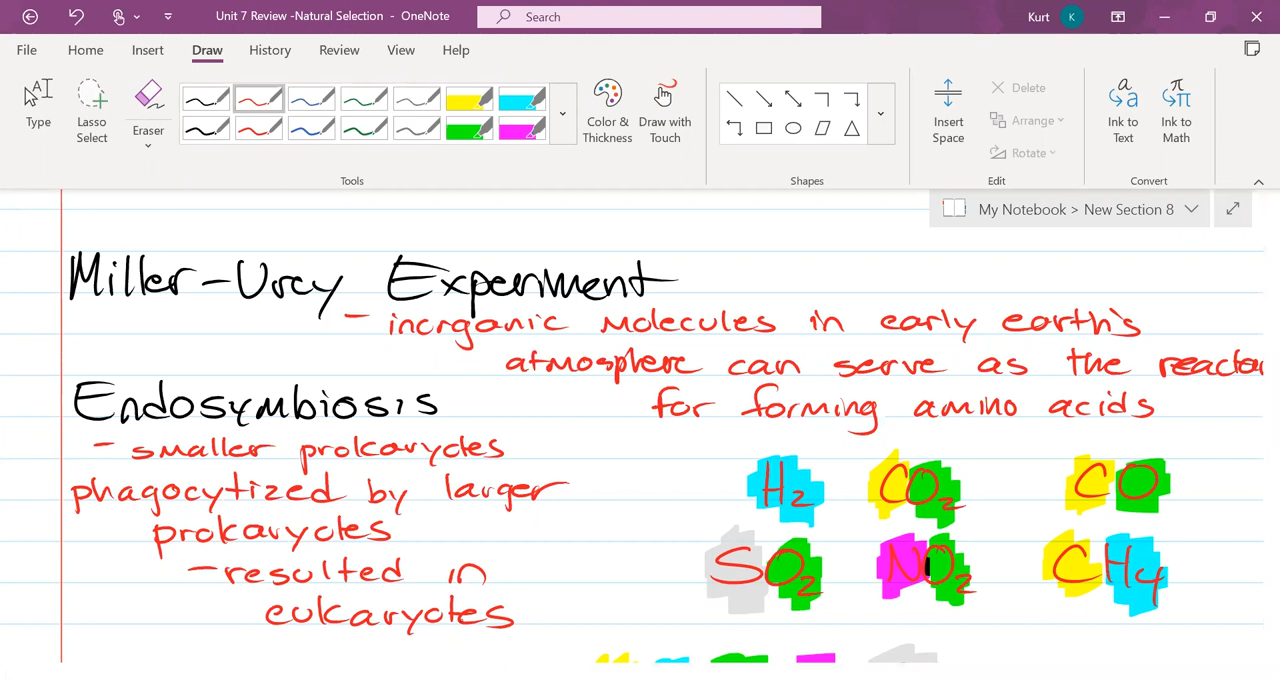 Unit 7 Review -Natural Selection - OneNote
Search
Kurt K
File Home Insert Draw History Review View Help
Type
Lasso Select
Eraser
Color & Thickness
Draw with Touch
Insert Space
Delete
Arrange
Rotate
Ink to Text
Ink to Math
Tools
Shapes
Edit
Convert
My Notebook > New Section 8
Miller-Urey Experiment
- inorganic molecules in early earth's
atmosphere can serve as the reactan
for forming amino acids
Endosymbiosis
- smaller prokaryotes
phagocytized by larger
prokaryotes
- resulted in
eukaryotes
H2 CO2 CO
SO2 NO2 CH4